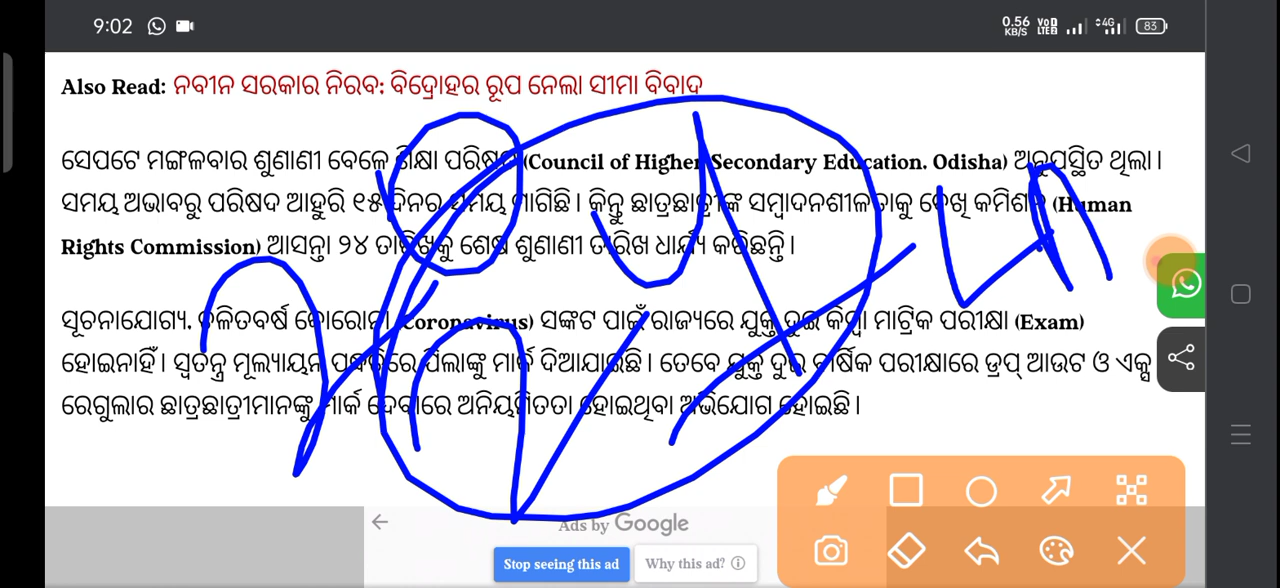 9:02
0.56 KB/S VoD LTE2 4G 83
Also Read: ନବୀନ ସରକାର ନିରବ: ବିଦ୍ରୋହର ରୂପ ନେଲା ସୀମା ବିବାଦ
ସେପଟେ ମଙ୍ଗଳବାର ଶୁଣାଣୀ ବେଳେ ଶିକ୍ଷା ପରିଷଦ (Council of Higher Secondary Education. Odisha) ଅନୁପସ୍ଥିତ ଥିଲା।
ସମୟ ଅଭାବରୁ ପରିଷଦ ଆହୁରି ୧୫ ଦିନର ସମୟ ମାଗିଛି। କିନ୍ତୁ ଛାତ୍ରଛାତ୍ରୀଙ୍କ ସମ୍ବାଦନଶୀଳତାକୁ ଦେଖି କମିଶନ (Human
Rights Commission) ଆସନ୍ତା ୨୪ ତାରିଖକୁ ଶେଷ ଶୁଣାଣୀ ତାରିଖ ଧାର୍ଯ୍ୟ କରିଛନ୍ତି।
ସୂଚନାଯୋଗ୍ୟ, ଚଳିତବର୍ଷ କୋରୋନା (Coronavirus) ସଙ୍କଟ ପାଇଁ ରାଜ୍ୟରେ ଯୁକ୍ତ ଦୁଇ କିମ୍ବା ମାଟ୍ରିକ ପରୀକ୍ଷା (Exam)
ହୋଇନାହିଁ। ସ୍ୱତନ୍ତ୍ର ମୂଲ୍ୟାୟନ ପଦ୍ଧତିରେ ପିଲାଙ୍କୁ ମାର୍କ ଦିଆଯାଇଛି। ତେବେ ଯୁକ୍ତ ଦୁଇ ବାର୍ଷିକ ପରୀକ୍ଷାରେ ଡ୍ରପ୍ ଆଉଟ ଓ ଏକ୍ସ
ରେଗୁଲାର ଛାତ୍ରଛାତ୍ରୀମାନଙ୍କୁ ମାର୍କ ଦେବାରେ ଅନିୟମିତତା ହୋଇଥିବା ଅଭିଯୋଗ ହୋଇଛି।
Ads by Google
Stop seeing this ad
Why this ad?